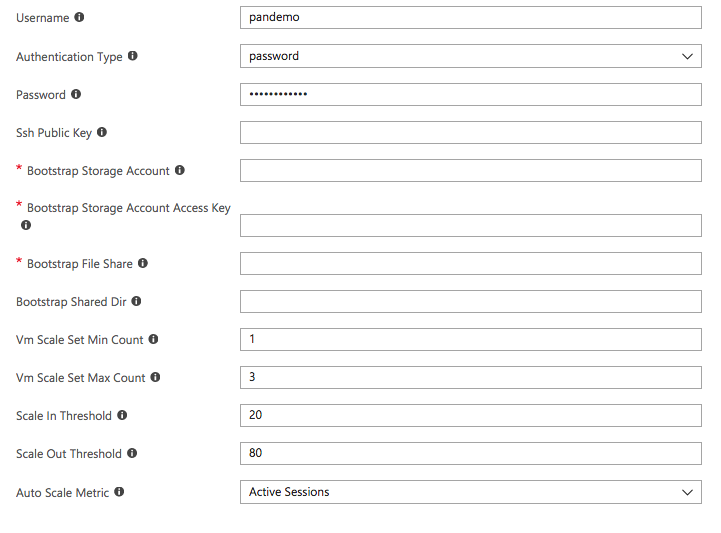 Username
pandemo
Authentication Type
password
Password
••••••••••••
Ssh Public Key
* Bootstrap Storage Account
* Bootstrap Storage Account Access Key
* Bootstrap File Share
Bootstrap Shared Dir
Vm Scale Set Min Count
1
Vm Scale Set Max Count
3
Scale In Threshold
20
Scale Out Threshold
80
Auto Scale Metric
Active Sessions